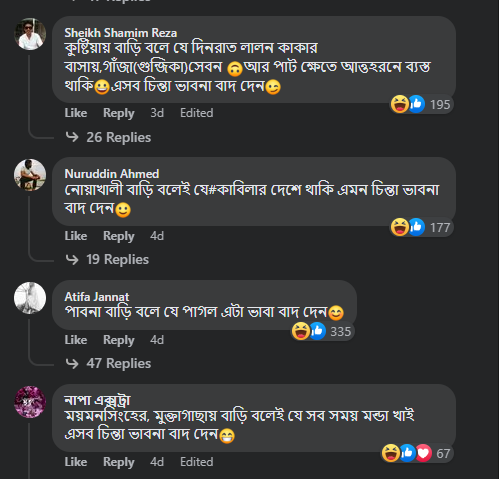 Sheikh Shamim Reza
কুষ্টিয়ায় বাড়ি বলে যে দিনরাত লালন কাকার
বাসায়,গাঁজা(গুন্জিকা)সেবন 🙃আর পাট ক্ষেতে আত্তহরনে ব্যস্ত
থাকি😀এসব চিন্তা ভাবনা বাদ দেন😉
195
Like Reply 3d Edited
26 Replies
Nuruddin Ahmed
নোয়াখালী বাড়ি বলেই যে#কাবিলার দেশে থাকি এমন চিন্তা ভাবনা
বাদ দেন🙂
177
Like Reply 4d
19 Replies
Atifa Jannat
পাবনা বাড়ি বলে যে পাগল এটা ভাবা বাদ দেন😊
335
Like Reply 4d
47 Replies
নাপা এক্সট্রা
ময়মনসিংহের, মুক্তাগাছায় বাড়ি বলেই যে সব সময় মন্ডা খাই
এসব চিন্তা ভাবনা বাদ দেন😁
67
Like Reply 4d Edited